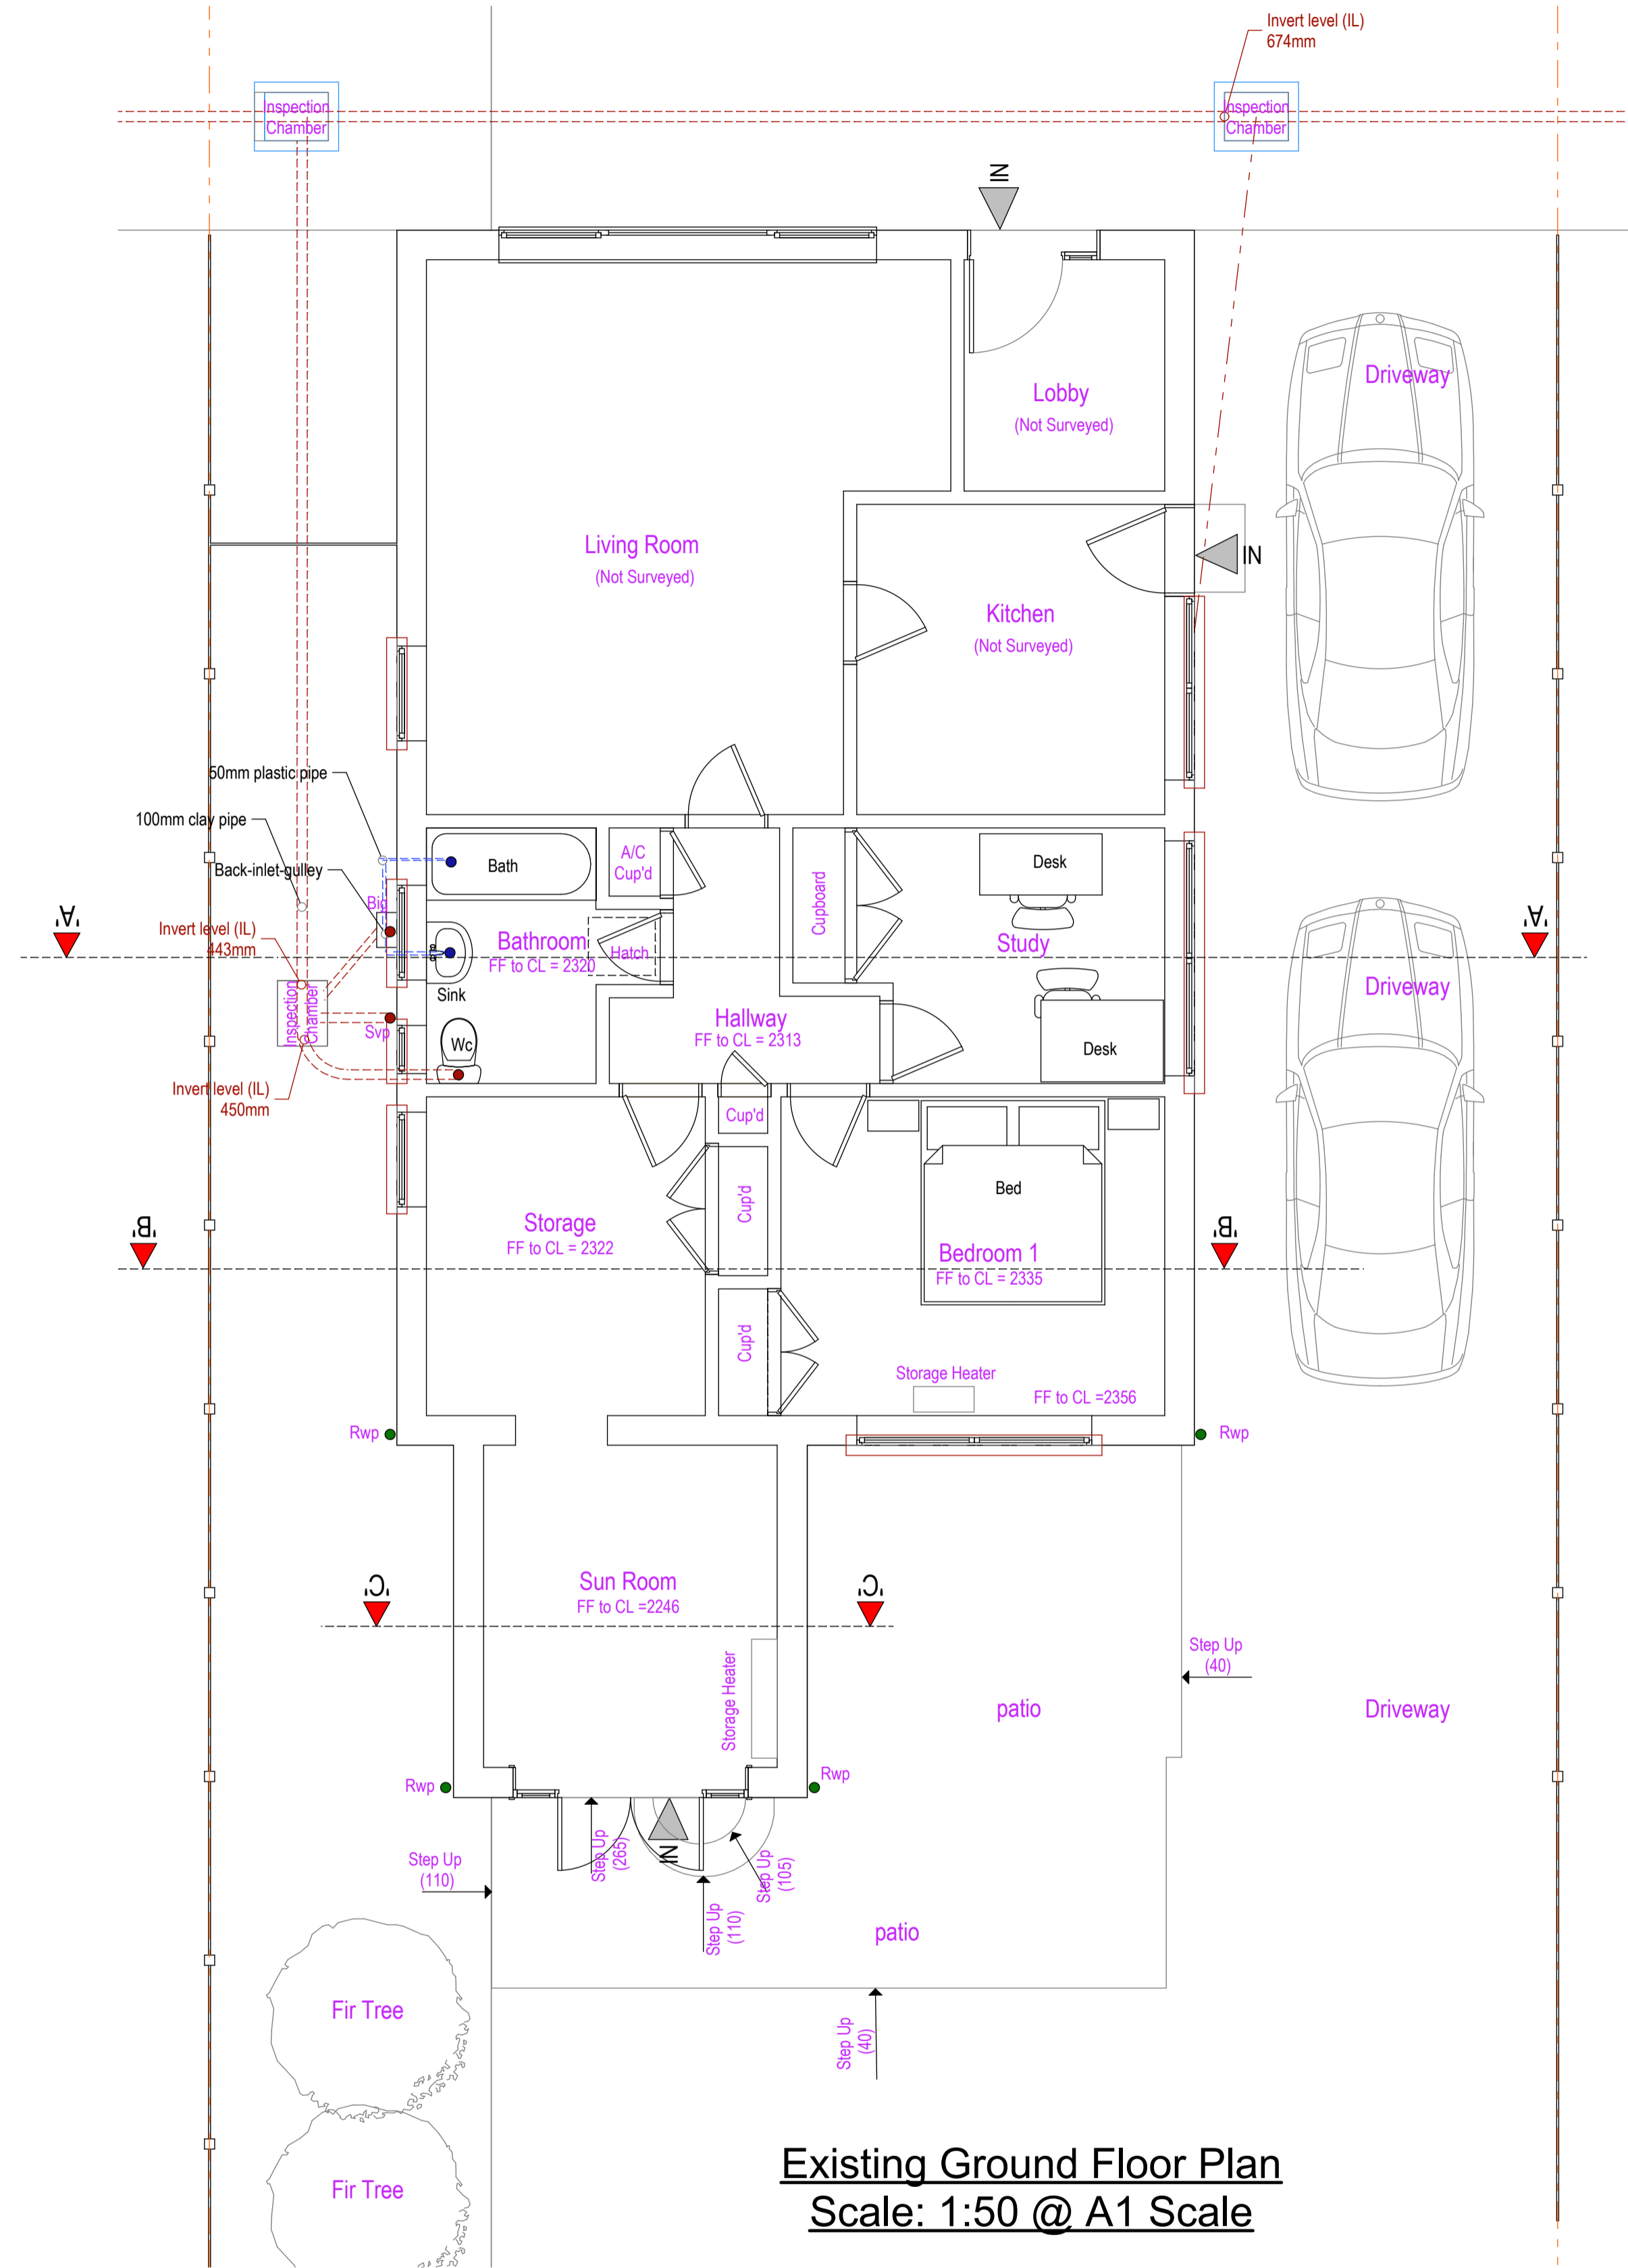 Invert level (IL)
674mm
Inspection
Chamber
Inspection
Chamber
IN
Driveway
Lobby
(Not Surveyed)
Living Room
(Not Surveyed)
IN
Kitchen
(Not Surveyed)
50mm plastic pipe
100mm clay pipe
Back-inlet-gulley
Big
Bath
A/C
Cup'd
Cupboard
Desk
'A'
'A'
Invert level (IL)
443mm
Bathroom
FF to CL = 2320
Hatch
Study
Driveway
Sink
Inspection
Chamber
Svp
Wc
Hallway
FF to CL = 2313
Desk
Invert level (IL)
450mm
Cup'd
Bed
Cup'd
Storage
FF to CL = 2322
'B'
'B'
Bedroom 1
FF to CL = 2335
Cup'd
Storage Heater
FF to CL =2356
Rwp
Rwp
Sun Room
FF to CL =2246
'C'
'C'
Step Up
(40)
Storage Heater
patio
Driveway
Rwp
Rwp
Step Up
(265)
IN
Step Up
(105)
Step Up
(110)
Step Up
(110)
patio
Fir Tree
Step Up
(40)
Fir Tree
Existing Ground Floor Plan
Scale: 1:50 @ A1 Scale